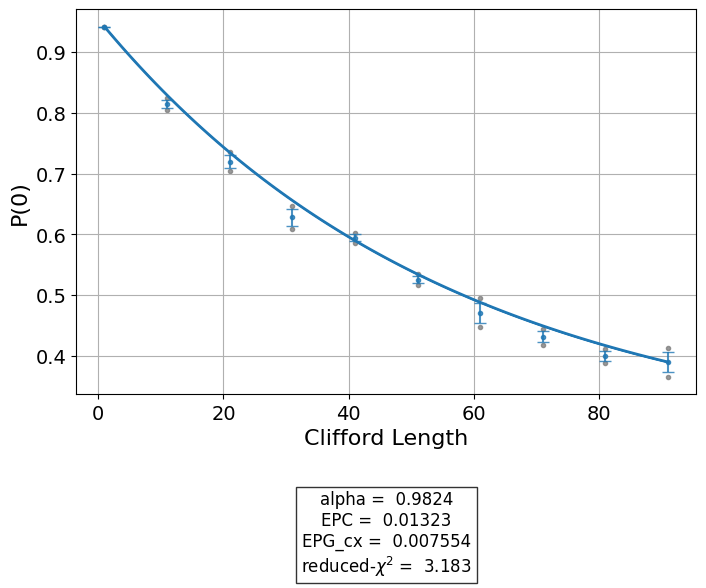 0.9
0.8
0.7
0.6
0.5
0.4
P(0)
0 20 40 60 80
Clifford Length
alpha = 0.9824
EPC = 0.01323
EPG_cx = 0.007554
reduced-χ² = 3.183